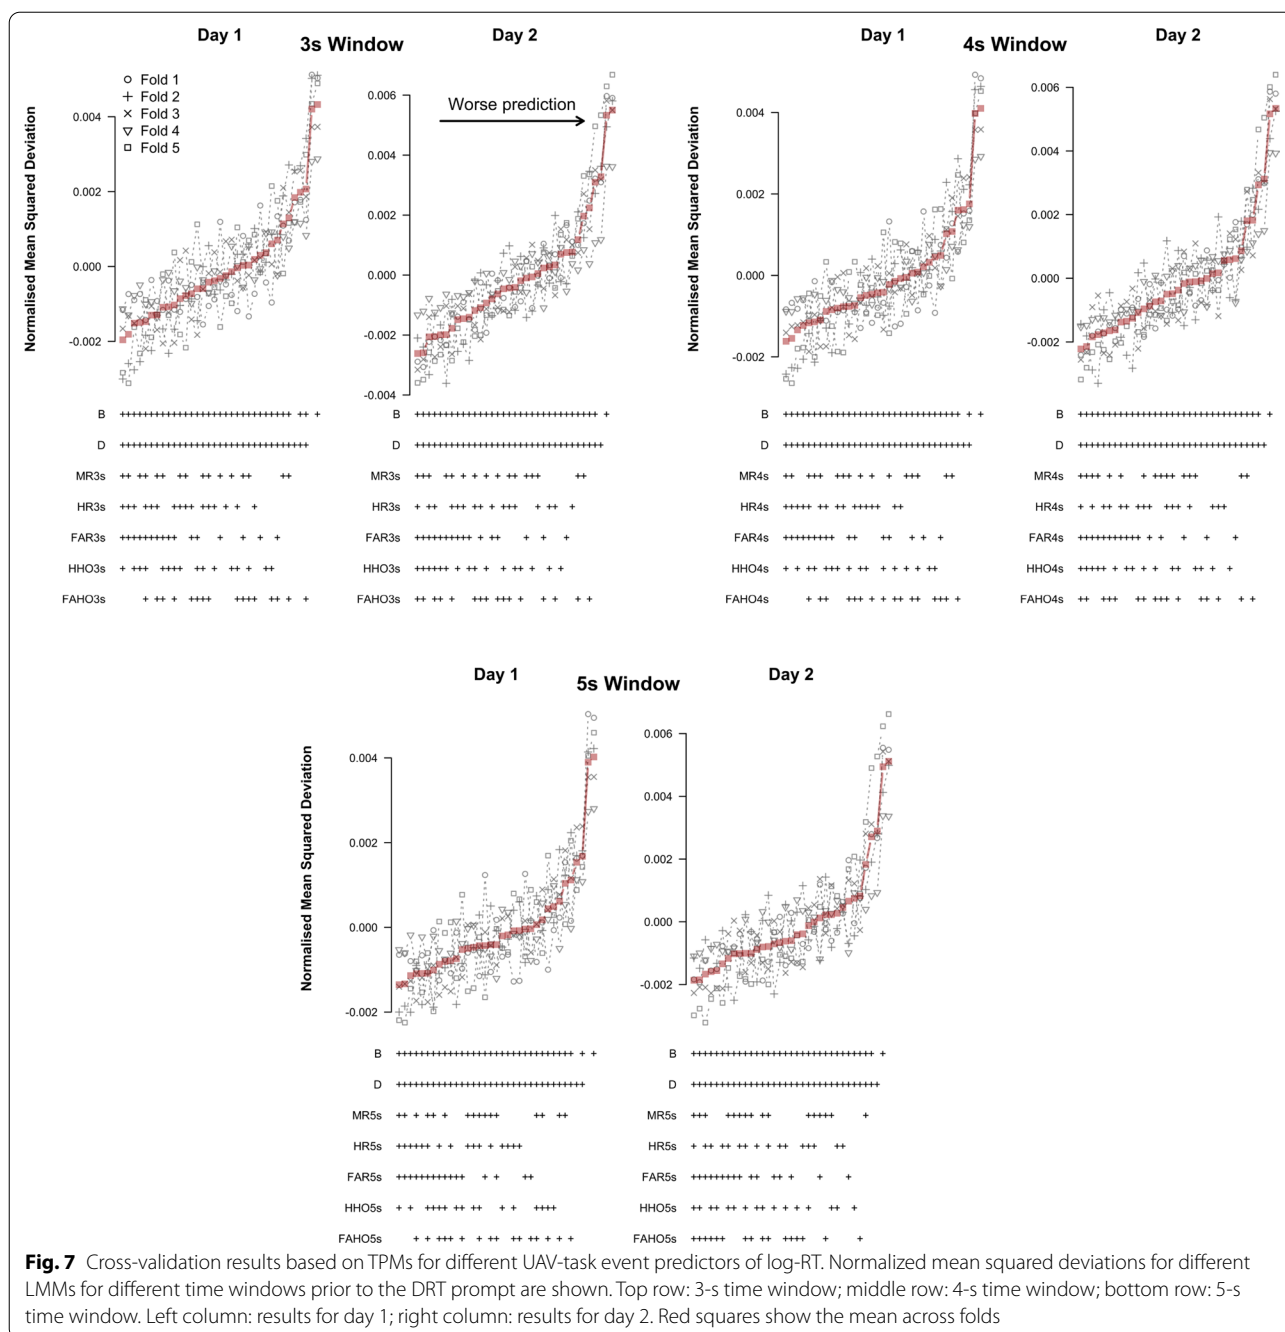 Day 1
3s Window
Day 2
Day 1
4s Window
Day 2
Normalised Mean Squared Deviation
Fold 1
Fold 2
Fold 3
Fold 4
Fold 5
0.004
0.002
0.000
-0.002
Worse prediction
0.006
0.004
0.002
0.000
-0.002
-0.004
Normalised Mean Squared Deviation
0.004
0.002
0.000
-0.002
0.006
0.004
0.002
0.000
-0.002
B
D
MR3s
HR3s
FAR3s
HHO3s
FAHO3s
B
D
MR3s
HR3s
FAR3s
HHO3s
FAHO3s
B
D
MR4s
HR4s
FAR4s
HHO4s
FAHO4s
B
D
MR4s
HR4s
FAR4s
HHO4s
FAHO4s
Day 1
5s Window
Day 2
Normalised Mean Squared Deviation
0.004
0.002
0.000
-0.002
0.006
0.004
0.002
0.000
-0.002
B
D
MR5s
HR5s
FAR5s
HHO5s
FAHO5s
B
D
MR5s
HR5s
FAR5s
HHO5s
FAHO5s
Fig. 7 Cross-validation results based on TPMs for different UAV-task event predictors of log-RT. Normalized mean squared deviations for different
LMMs for different time windows prior to the DRT prompt are shown. Top row: 3-s time window; middle row: 4-s time window; bottom row: 5-s
time window. Left column: results for day 1; right column: results for day 2. Red squares show the mean across folds